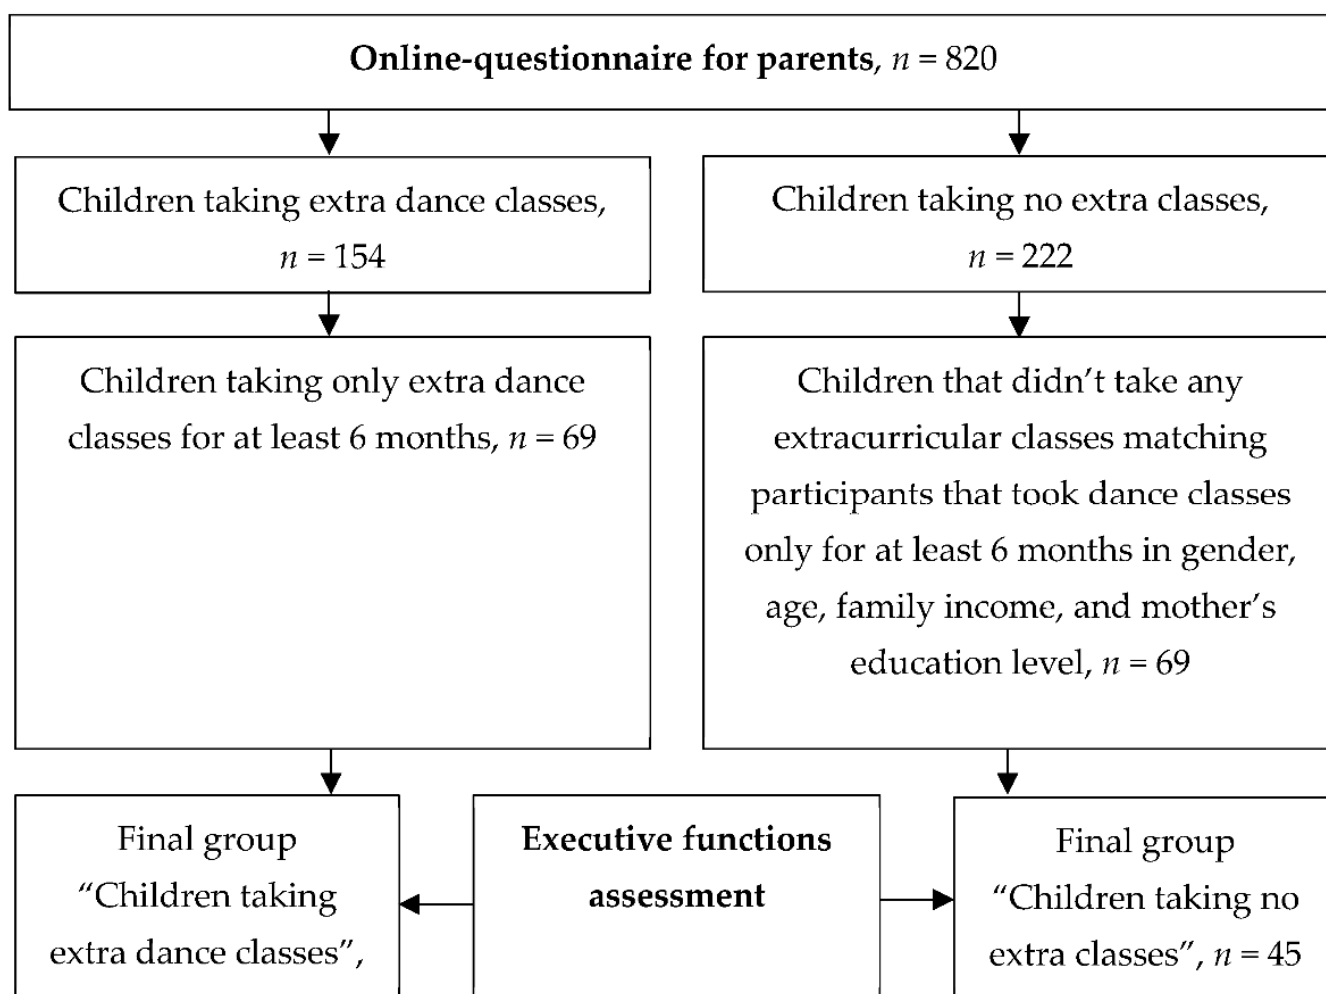 Online-questionnaire for parents, n = 820
Children taking extra dance classes,
n = 154
Children taking no extra classes,
n = 222
Children taking only extra dance
classes for at least 6 months, n = 69
Children that didn’t take any
extracurricular classes matching
participants that took dance classes
only for at least 6 months in gender,
age, family income, and mother’s
education level, n = 69
Final group
“Children taking
extra dance classes”,
Executive functions
assessment
Final group
“Children taking no
extra classes”, n = 45